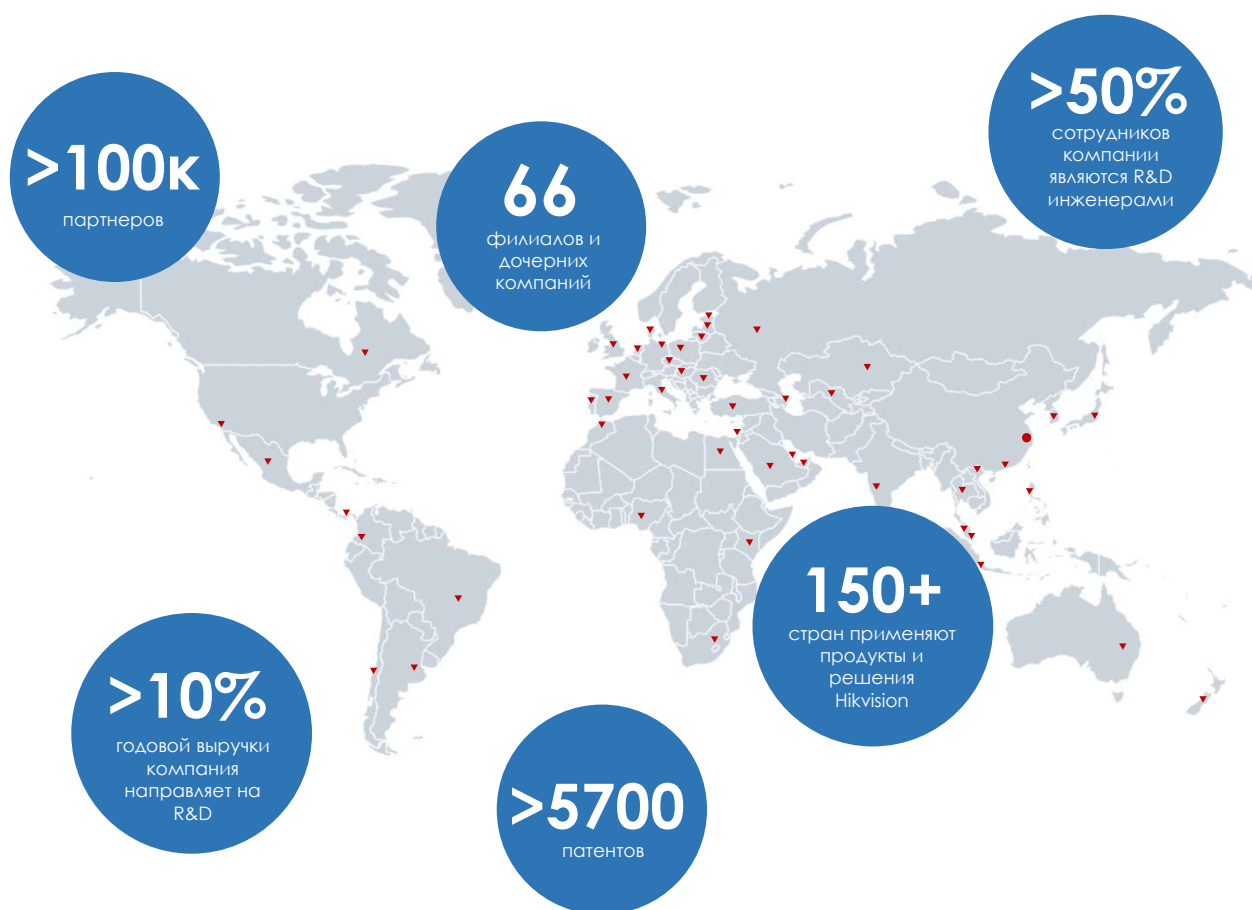 >100к
партнеров
66
филиалов и
дочерних
компаний
>50%
сотрудников
компании
являются R&D
инженерами
>10%
годовой выручки
компания
направляет на
R&D
>5700
патентов
150+
стран применяют
продукты и
решения
Hikvision